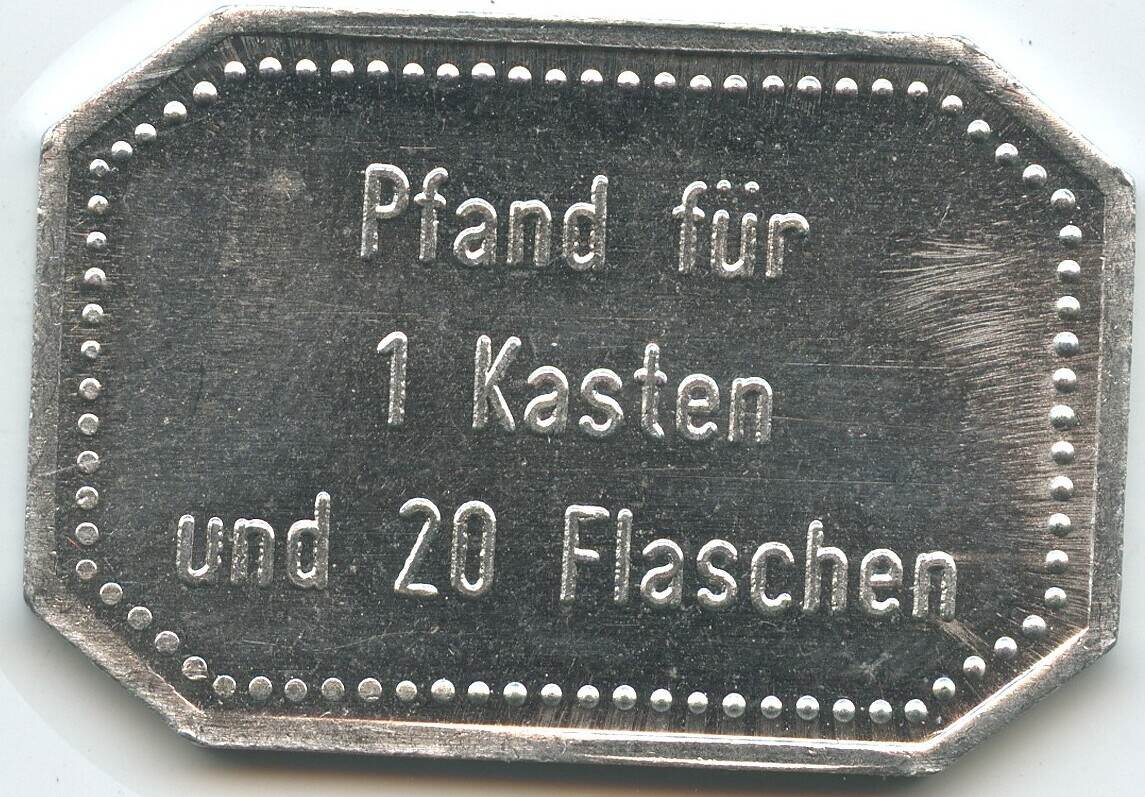 Pfand für
1 Kasten
und 20 Flaschen